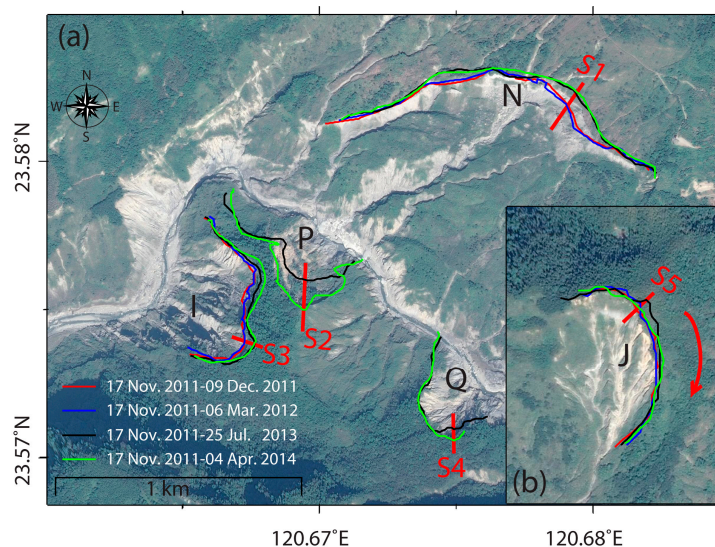 (a)
N
W E
S
N
S1
23.58°N
P
I
S2
S3
J
S5
Q
17 Nov. 2011-09 Dec. 2011
17 Nov. 2011-06 Mar. 2012
17 Nov. 2011-25 Jul. 2013
17 Nov. 2011-04 Apr. 2014
S4
23.57°N
1 km
(b)
120.67°E
120.68°E